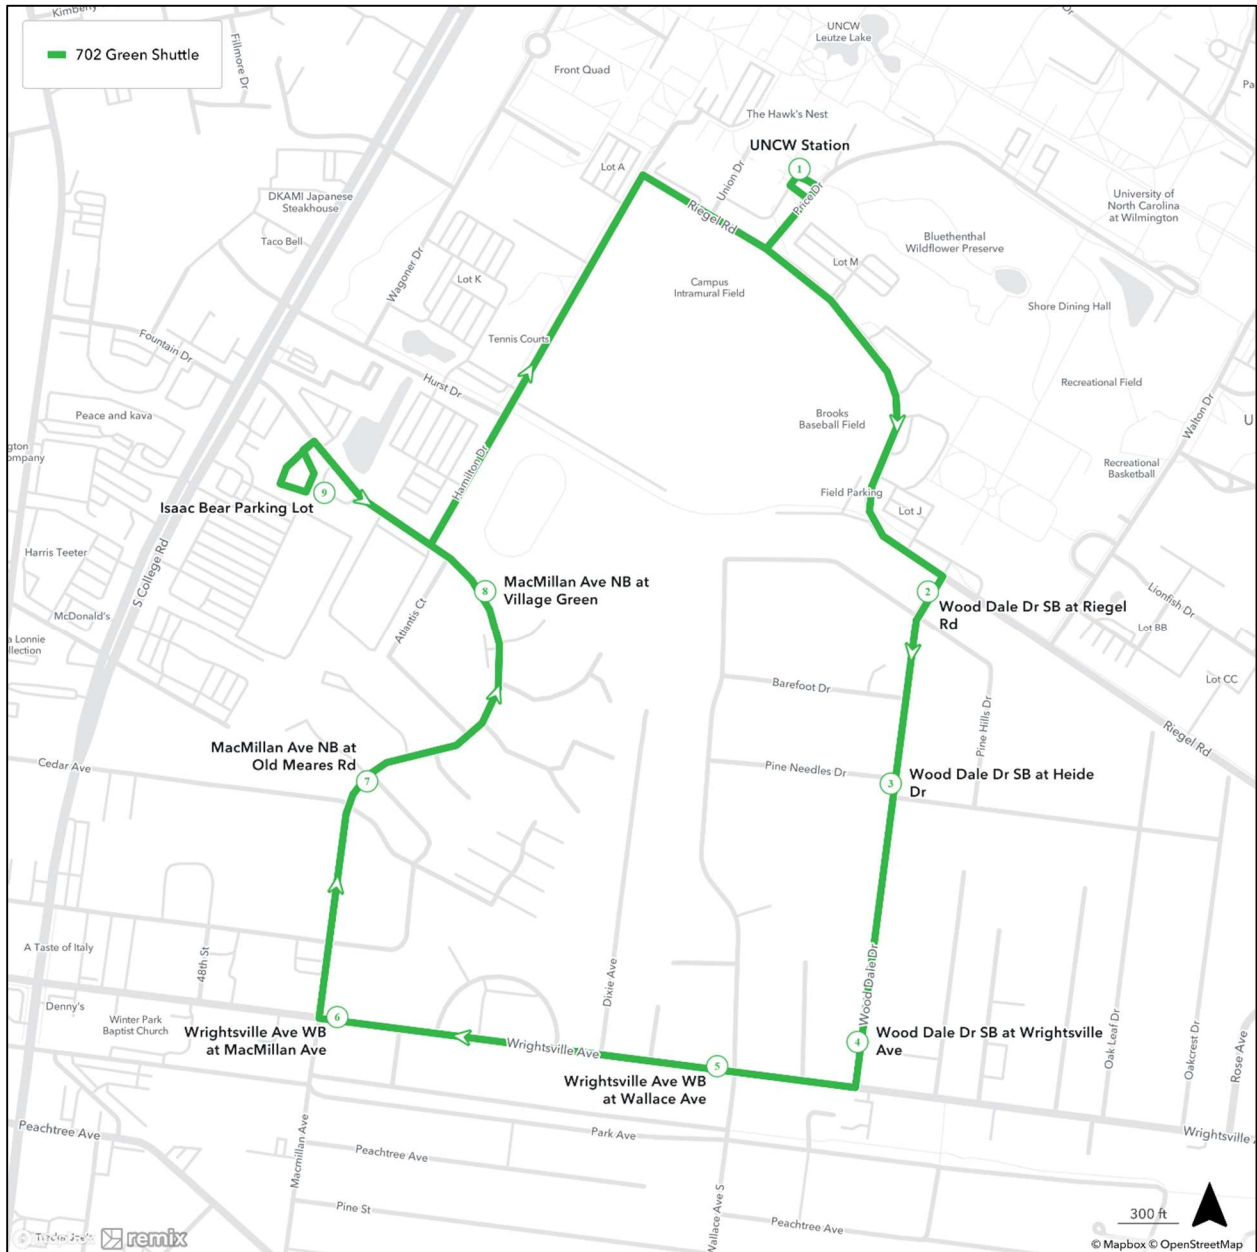 Kimberly
702 Green Shuttle
Fillmore Dr
UNCW
Leutze Lake
Dr
Front Quad
Pa
The Hawk's Nest
UNCW Station
1
Lot A
Union Dr
Price Dr
DKAMI Japanese
Steakhouse
University of
North Carolina
at Wilmington
Riegel Rd
Taco Bell
Bluethenthal
Wildflower Preserve
Wagoner Dr
Lot M
Lot K
Campus
Intramural Field
Shore Dining Hall
Tennis Courts
Fountain Dr
Hurst Dr
Recreational Field
Peace and kava
Brooks
Baseball Field
Walton Dr
U
gton
ompany
Recreational
Basketball
Hamilton Dr
9
Isaac Bear Parking Lot
Field Parking
Lot J
Harris Teeter
S College Rd
8
MacMillan Ave NB at
Village Green
2
Wood Dale Dr SB at Riegel
Rd
Lionfish Dr
McDonald's
Atlantis Ct
Lot BB
a Lonnie
llection
Lot CC
Barefoot Dr
Pine Hills Dr
Riegel Rd
MacMillan Ave NB at
Old Meares Rd
7
Cedar Ave
Pine Needles Dr
3
Wood Dale Dr SB at Heide
Dr
A Taste of Italy
48th St
Dixie Ave
Wood Dale Dr
Denny's
Winter Park
Baptist Church
6
Wrightsville Ave WB
at MacMillan Ave
Wrightsville Ave
4
Wood Dale Dr SB at Wrightsville
Ave
Oak Leaf Dr
Oakcrest Dr
Rose Ave
5
Wrightsville Ave WB
at Wallace Ave
Peachtree Ave
Macmillan Ave
Park Ave
Wrightsville
Peachtree Ave
Pine St
Wallace Ave S
Peachtree Ave
300 ft
remix
© Mapbox © OpenStreetMap